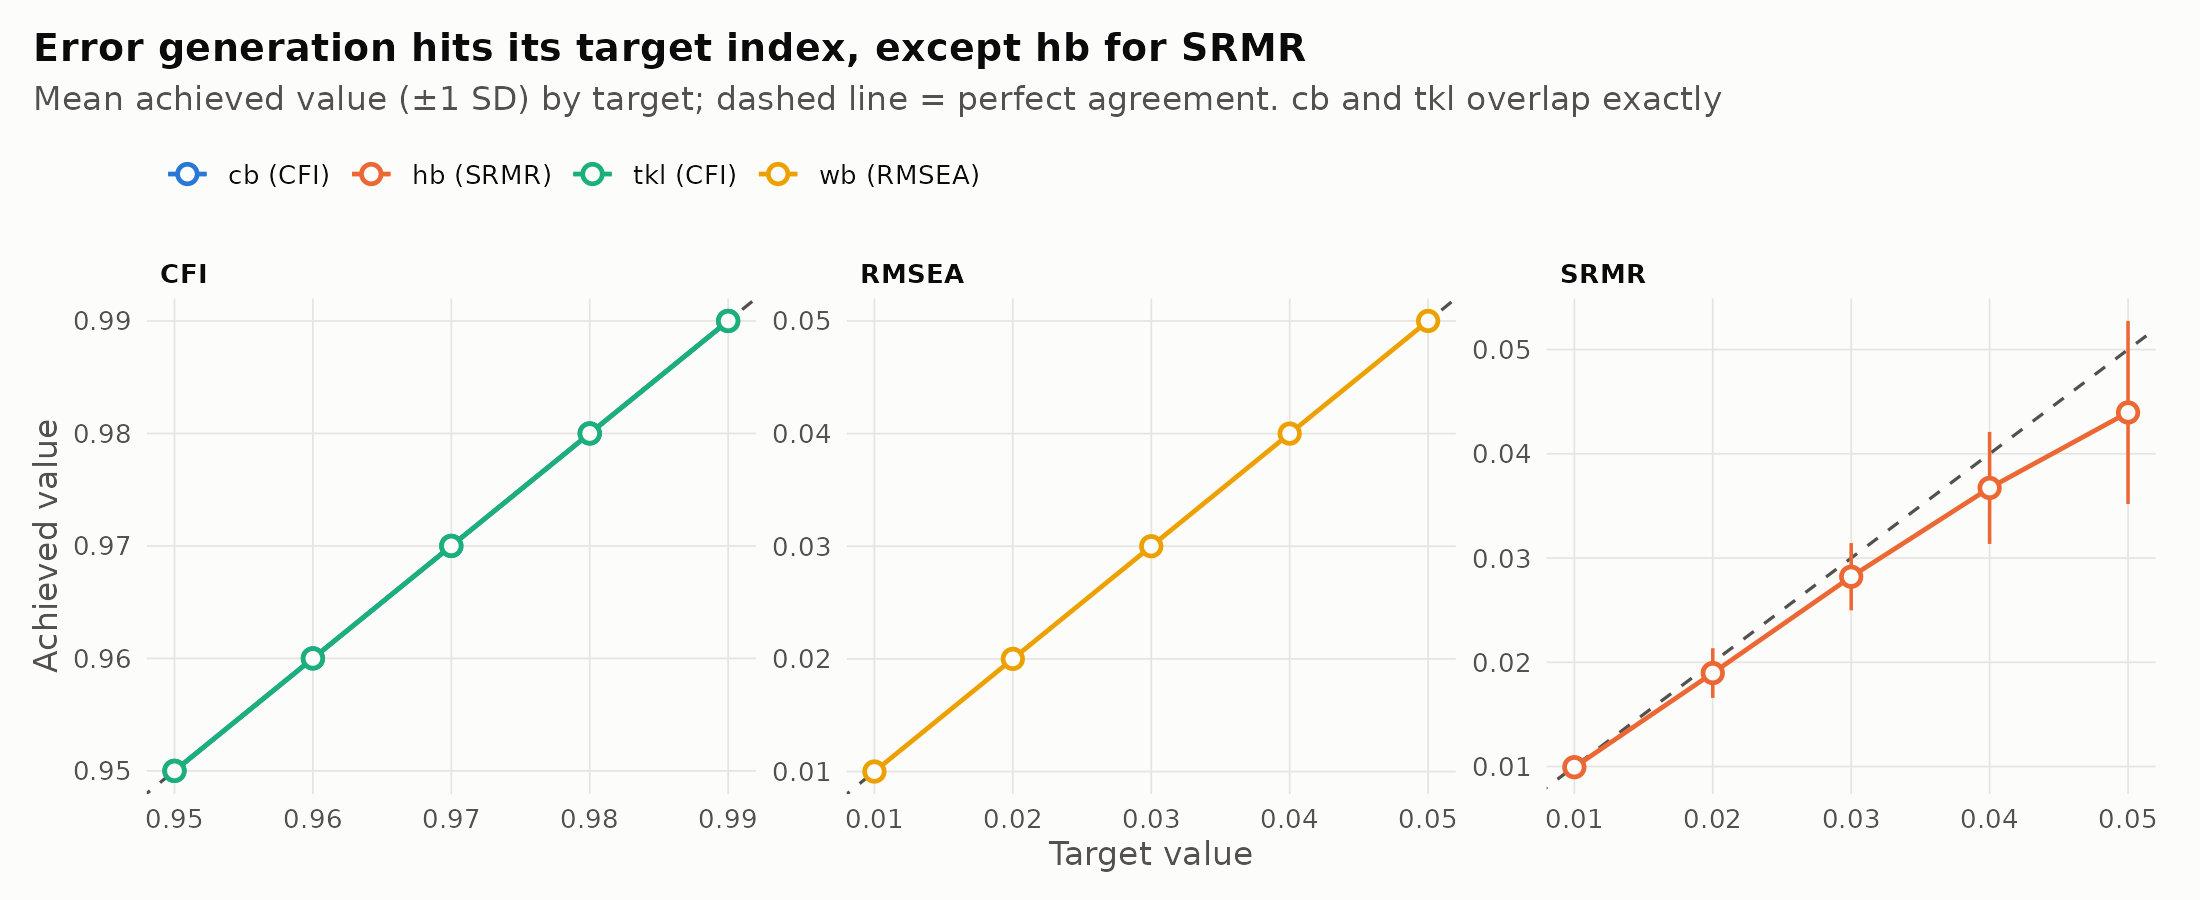 Error generation hits its target index, except hb for SRMR
Mean achieved value (±1 SD) by target; dashed line = perfect agreement. cb and tkl overlap exactly
cb (CFI) hb (SRMR) tkl (CFI) wb (RMSEA)
CFI
RMSEA
SRMR
Achieved value
0.99
0.98
0.97
0.96
0.95
0.95 0.96 0.97 0.98 0.99
0.05
0.04
0.03
0.02
0.01
0.01 0.02 0.03 0.04 0.05
0.05
0.04
0.03
0.02
0.01
0.01 0.02 0.03 0.04 0.05
Target value